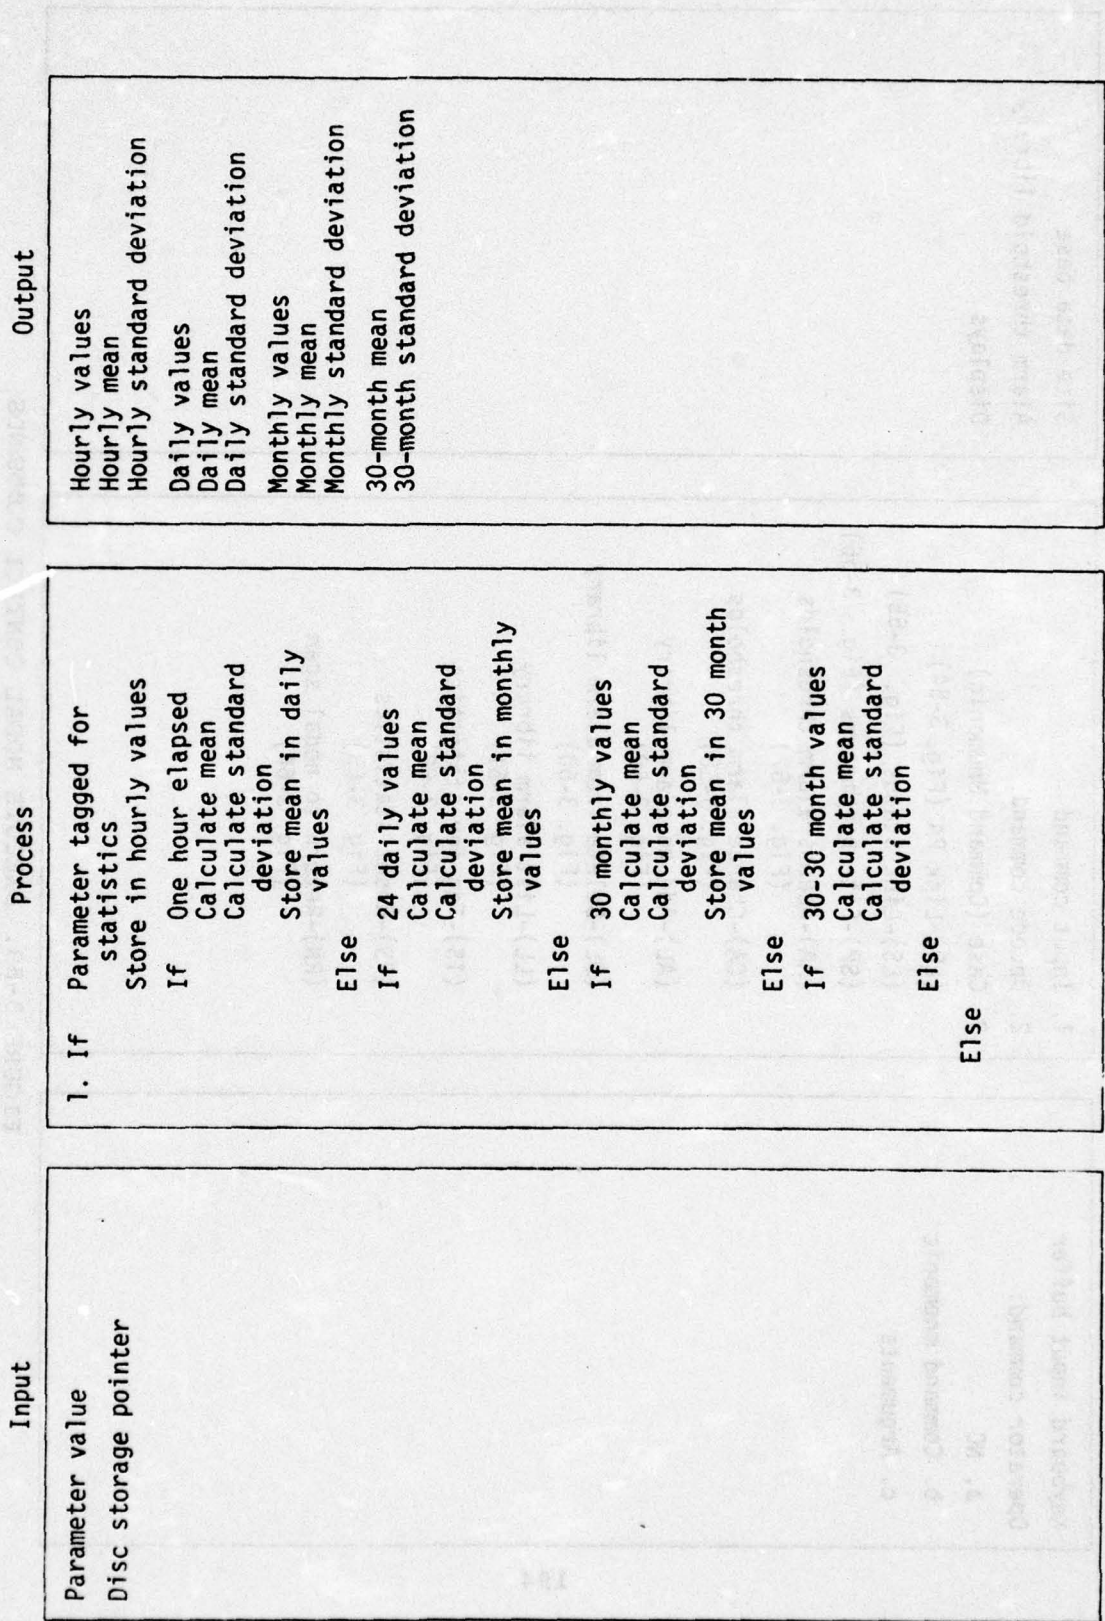 Input
Parameter value
Disc storage pointer
Process
1. If Parameter tagged for
statistics
Store in hourly values
If One hour elapsed
Calculate mean
Calculate standard
deviation
Store mean in daily
values
Else
If 24 daily values
Calculate mean
Calculate standard
deviation
Store mean in monthly
values
Else
If 30 monthly values
Calculate mean
Calculate standard
deviation
Store mean in 30 month
values
Else
If 30-30 month values
Calculate mean
Calculate standard
deviation
Else
Else
Output
Hourly values
Hourly mean
Hourly standard deviation
Daily values
Daily mean
Daily standard deviation
Monthly values
Monthly mean
Monthly standard deviation
30-month mean
30-month standard deviation